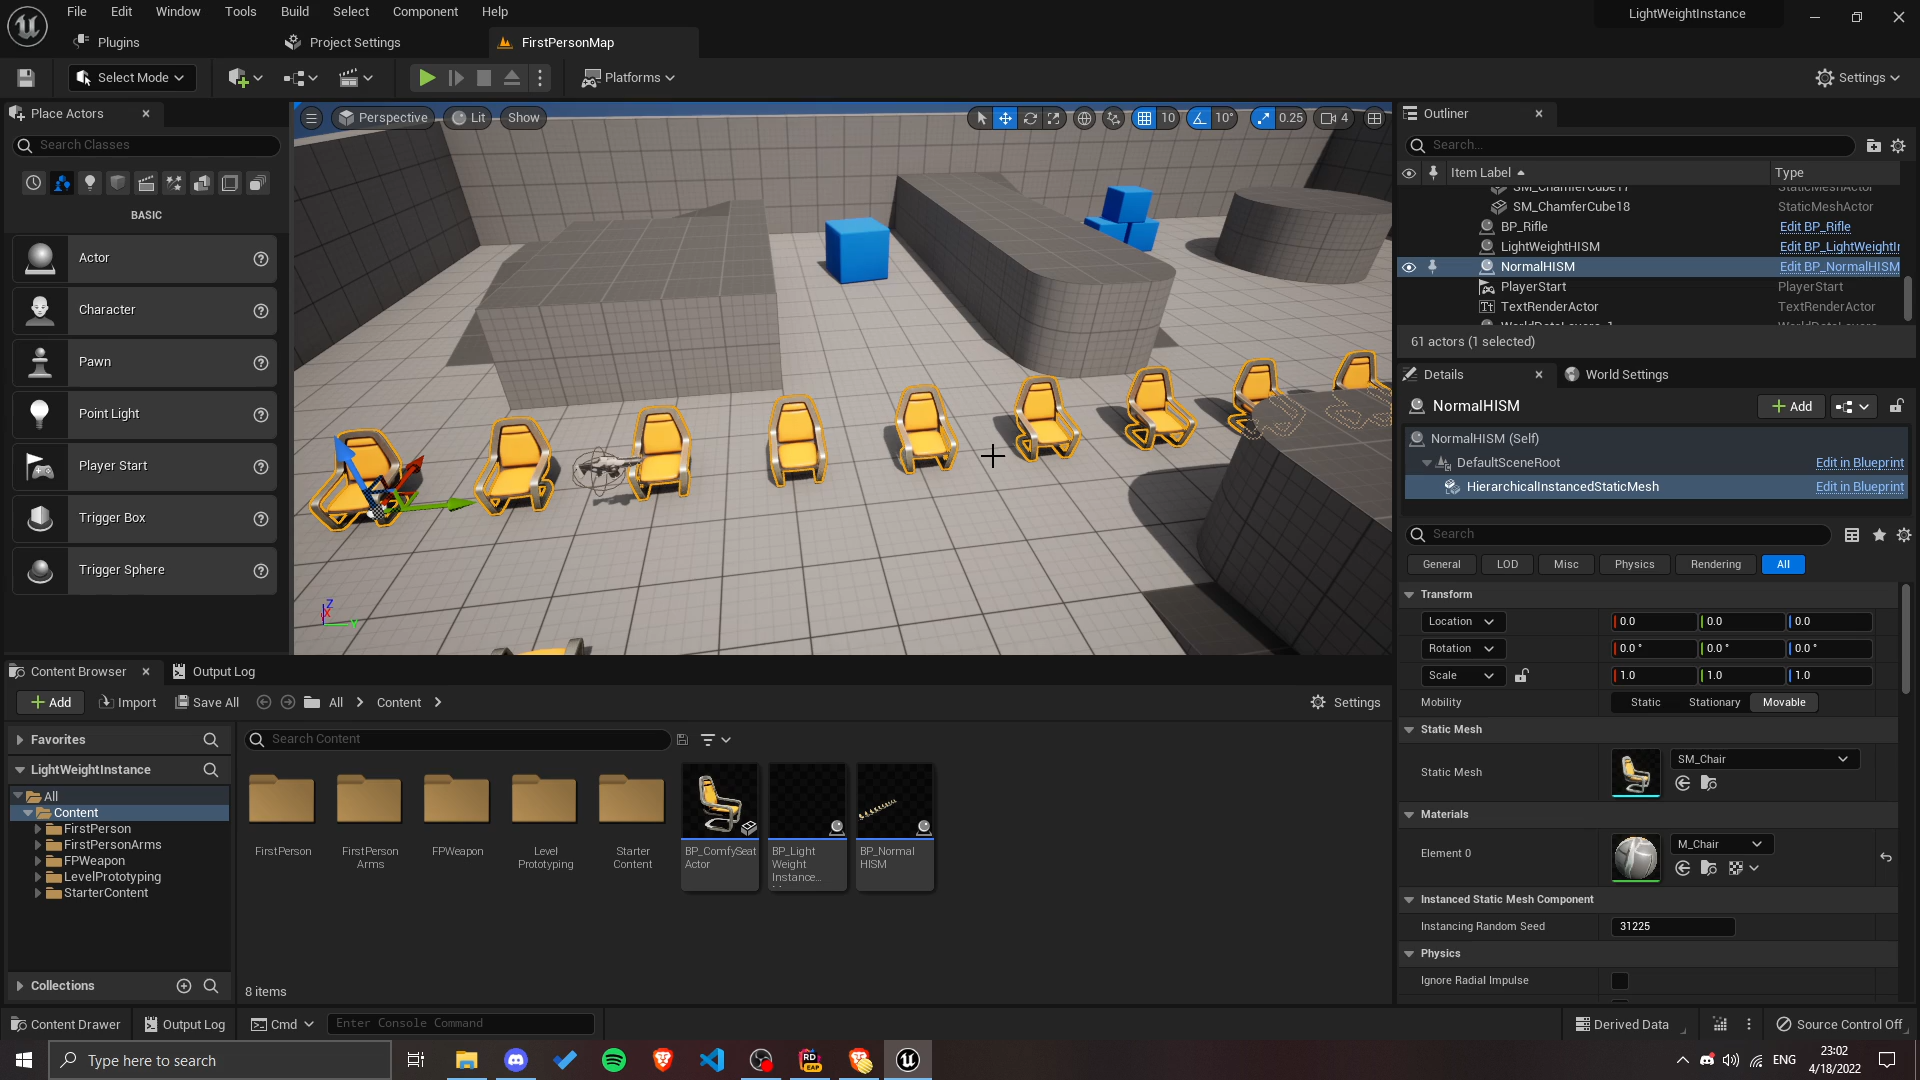 File Edit Window Tools Build Select Component Help
LightWeightInstance
Plugins
Project Settings
FirstPersonMap
Select Mode
Platforms
Settings
Place Actors
Search Classes
BASIC
Actor
Character
Pawn
Point Light
Player Start
Trigger Box
Trigger Sphere
Perspective
Lit
Show
10
10°
0.25
4
Z
X
Y
Outliner
Search...
Item Label
Type
SM_ChamferCube17 StaticMeshActor
SM_ChamferCube18 StaticMeshActor
BP_Rifle Edit BP_Rifle
LightWeightHISM Edit BP_LightWeightIr
NormalHISM Edit BP_NormalHISM
PlayerStart PlayerStart
TextRenderActor TextRenderActor
61 actors (1 selected)
Details
World Settings
NormalHISM
Add
NormalHISM (Self)
DefaultSceneRoot Edit in Blueprint
HierarchicalInstancedStaticMesh Edit in Blueprint
Search
General LOD Misc Physics Rendering All
Transform
Location 0.0 0.0 0.0
Rotation 0.0 ° 0.0 ° 0.0 °
Scale 1.0 1.0 1.0
Mobility Static Stationary Movable
Static Mesh
Static Mesh SM_Chair
Materials
Element 0 M_Chair
Instanced Static Mesh Component
Instancing Random Seed 31225
Physics
Ignore Radial Impulse
Content Browser
Output Log
Add Import Save All All Content Settings
Favorites
Search Content
LightWeightInstance
All
Content
FirstPerson
FirstPersonArms
FPWeapon
LevelPrototyping
StarterContent
FirstPerson
FirstPerson
Arms
FPWeapon
Level
Prototyping
Starter
Content
BP_ComfySeat
Actor
BP_Light
Weight
Instance...
BP_Normal
HISM
Collections
8 items
Content Drawer
Output Log
Cmd
Enter Console Command
Derived Data
Source Control Off
Type here to search
RD
EAP
ENG
23:02
4/18/2022